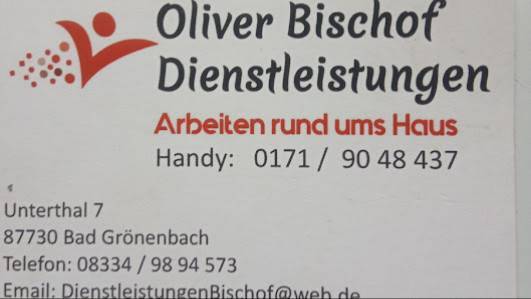 Oliver Bischof
Dienstleistungen
Arbeiten rund ums Haus
Handy: 0171 / 90 48 437
Unterthal 7
87730 Bad Grönenbach
Telefon: 08334 / 98 94 573
Email: DienstleistungenBischof@web.de